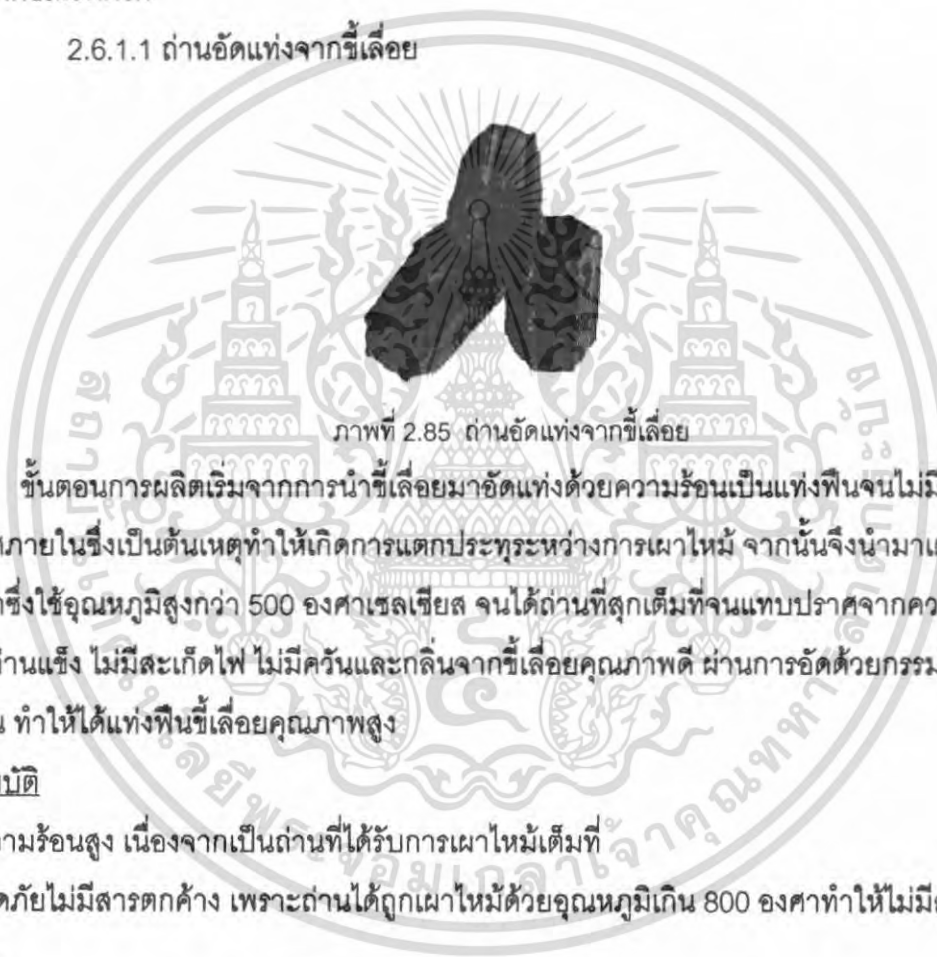 2.6.1.1 ถ่านอัดแท่งจากขี้เลื่อย
ภาพที่ 2.85 ถ่านอัดแท่งจากขี้เลื่อย
ขั้นตอนการผลิตเริ่มจากการนำขี้เลื่อยมาอัดแท่งด้วยความร้อนเป็นแท่งฟืนจนไม่มี
ภายในซึ่งเป็นต้นเหตุทำให้เกิดการแตกประทุระหว่างการเผาไหม้ จากนั้นจึงนำมาเ
ซึ่งใช้อุณหภูมิสูงกว่า 500 องศาเซลเซียส จนได้ถ่านที่สุกเต็มที่จนแทบปราศจากคว
่านแข็ง ไม่มีสะเก็ดไฟ ไม่มีควันและกลิ่นจากขี้เลื่อยคุณภาพดี ผ่านการอัดด้วยกรรม
น ทำให้ได้แท่งฟืนขี้เลื่อยคุณภาพสูง
บัติ
ามร้อนสูง เนื่องจากเป็นถ่านที่ได้รับการเผาไหม้เต็มที่
ดภัยไม่มีสารตกค้าง เพราะถ่านได้ถูกเผาไหม้ด้วยอุณหภูมิเกิน 800 องศาทำให้ไม่มี